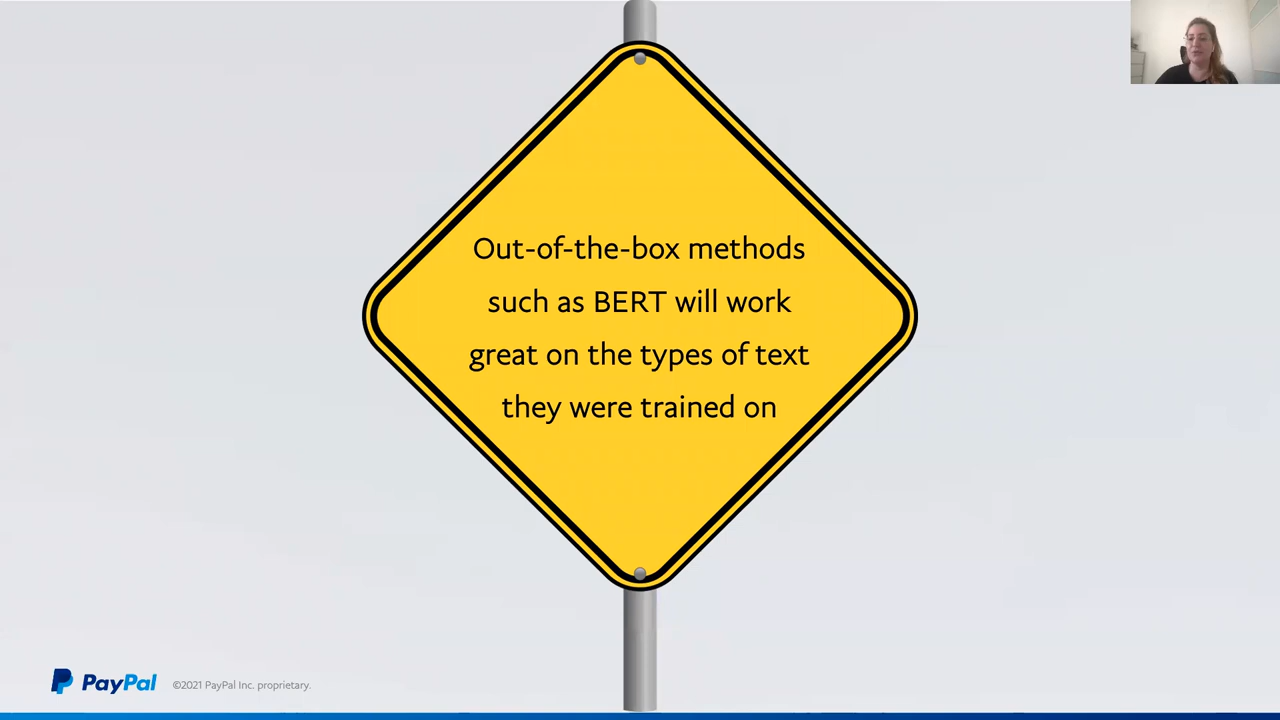 Out-of-the-box methods
such as BERT will work
great on the types of text
they were trained on
PayPal ©2021 PayPal Inc. proprietary.